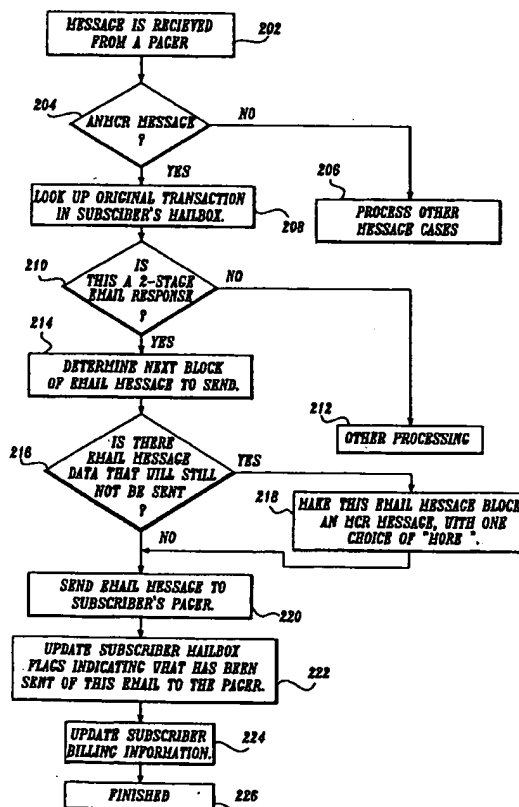 MESSAGE IS RECIEVED
FROM A PAGER
202
204
ANMCR MESSAGE
?
NO
YES
206
PROCESS OTHER
MESSAGE CASES
LOOK UP ORIGINAL TRANSACTION
IN SUBSCIBER'S MAILBOX.
208
210
IS
THIS A 2-STAGE
EMAIL RESPONSE
?
NO
YES
214
DETERMINE NEXT BLOCK
OF EMAIL MESSAGE TO SEND.
212
OTHER PROCESSING
216
IS THERE
EMAIL MESSAGE
DATA THAT WILL STILL
NOT BE SENT
?
YES
NO
218
MAKE THIS EMAIL MESSAGE BLOCK
AN MCR MESSAGE, WITH ONE
CHOICE OF "MORE ".
SEND EMAIL MESSAGE TO
SUBSCRIBER'S PAGER.
220
UPDATE SUBSCRIBER MAILBOX
FLAGS INDICATING WHAT HAS BEEN
SENT OF THIS EMAIL TO THE PAGER.
222
UPDATE SUBSCRIBER
BILLING INFORMATION.
224
FINISHED
226